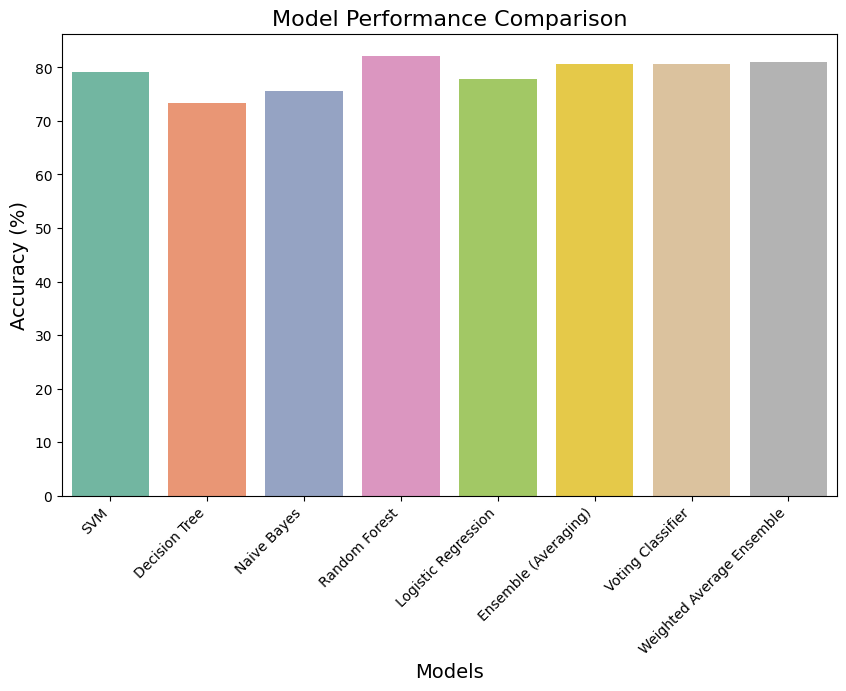 Model Performance Comparison
Accuracy (%)
80
70
60
50
40
30
20
10
0
SVM
Decision Tree
Naive Bayes
Random Forest
Logistic Regression
Ensemble (Averaging)
Voting Classifier
Weighted Average Ensemble
Models